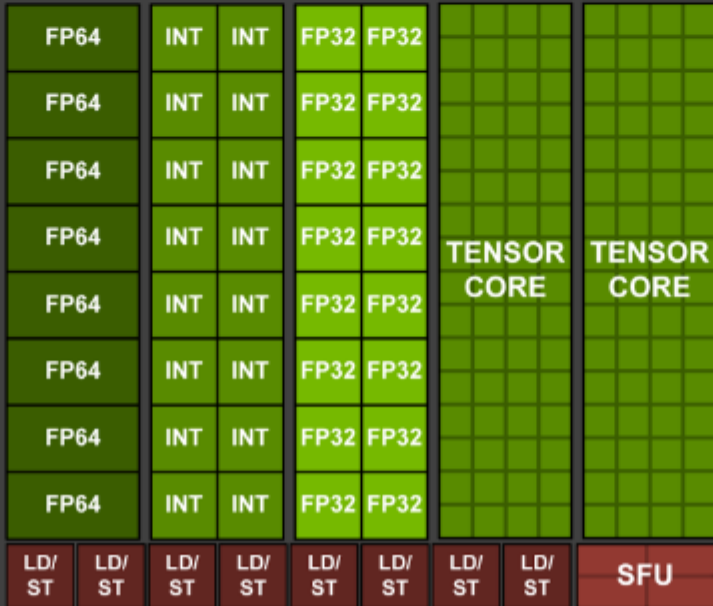 FP64 INT INT FP32 FP32
FP64 INT INT FP32 FP32
FP64 INT INT FP32 FP32
FP64 INT INT FP32 FP32
FP64 INT INT FP32 FP32
FP64 INT INT FP32 FP32
FP64 INT INT FP32 FP32
FP64 INT INT FP32 FP32
TENSOR
CORE
TENSOR
CORE
LD/ LD/ LD/ LD/ LD/ LD/ LD/ LD/
ST ST ST ST ST ST ST ST
SFU